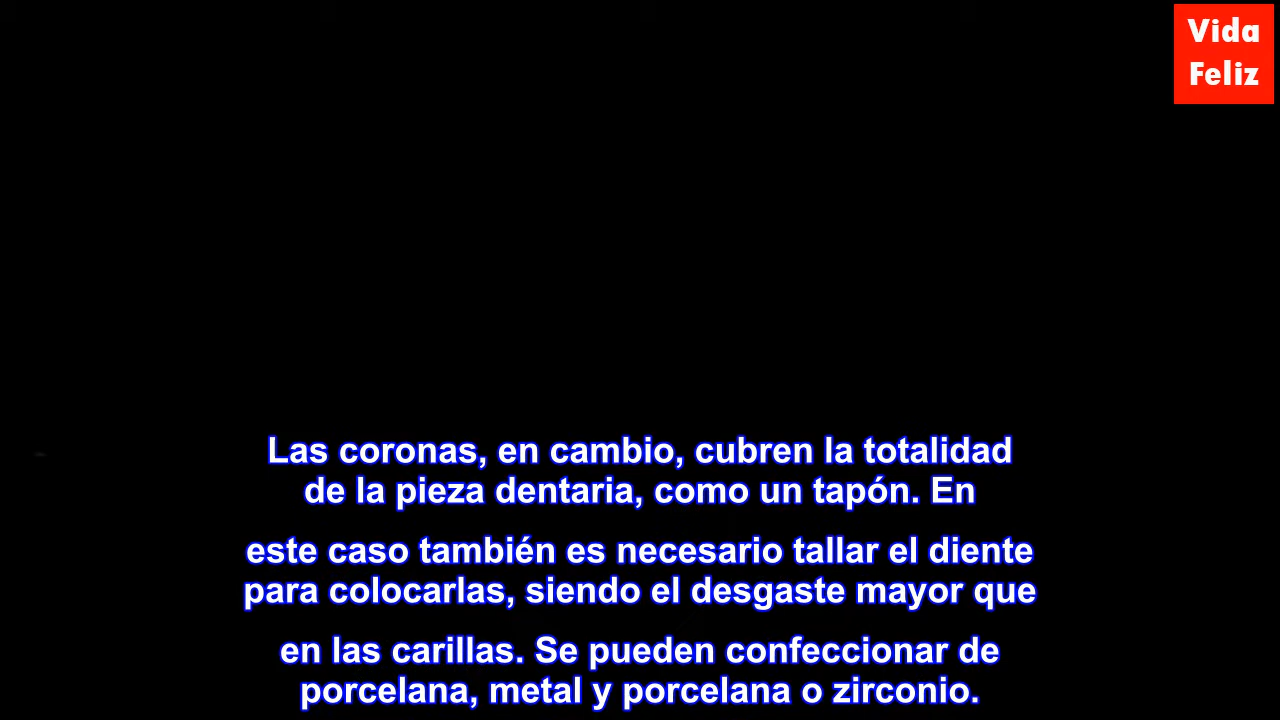 Vida
Feliz
Las coronas, en cambio, cubren la totalidad
de la pieza dentaria, como un tapón. En
este caso también es necesario tallar el diente
para colocarlas, siendo el desgaste mayor que
en las carillas. Se pueden confeccionar de
porcelana, metal y porcelana o zirconio.